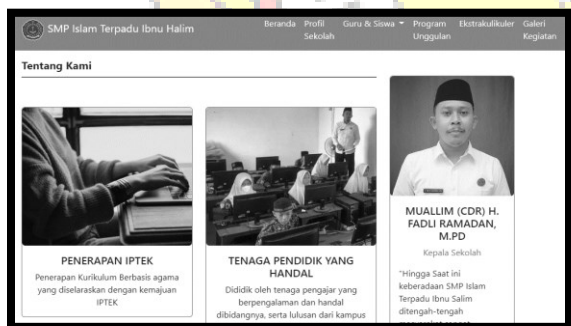 SMP Islam Terpadu Ibnu Halim
Beranda
Profil
Sekolah
Guru & Siswa
Program
Unggulan
Ekstrakulikuler
Galeri
Kegiatan
Tentang Kami
PENERAPAN IPTEK
Penerapan Kurikulum Berbasis agama
yang diselaraskan dengan kemajuan
IPTEK
TENAGA PENDIDIK YANG
HANDAL
Dididik oleh tenaga pengajar yang
berpengalaman dan handal
dibidangnya, serta lulusan dari kampus
MUALLIM (CDR) H.
FADLI RAMADAN,
M.PD
Kepala Sekolah
"Hingga Saat ini
keberadaan SMP Islam
Terpadu Ibnu Salim
ditengah-tengah